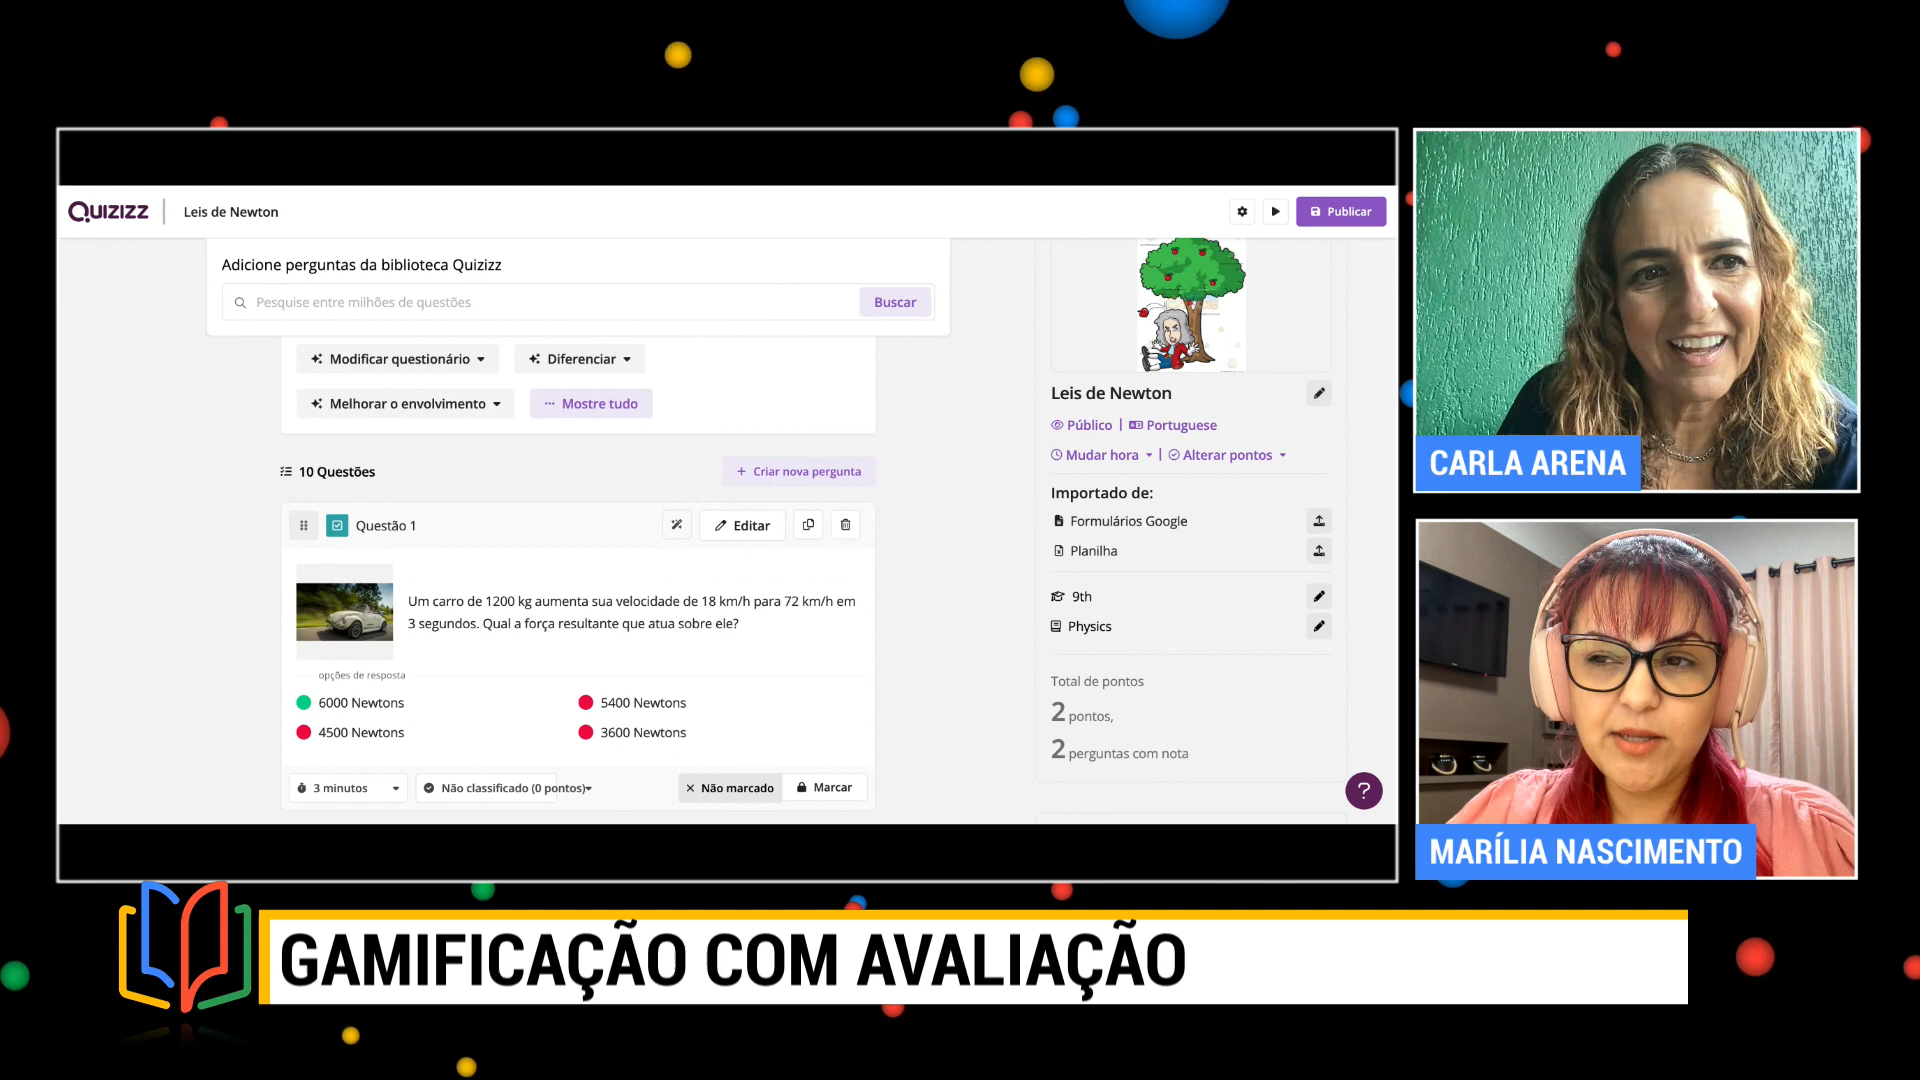 QUIZIZZ
Leis de Newton
Publicar
Adicione perguntas da biblioteca Quizizz
Pesquise entre milhões de questões
Buscar
Modificar questionário
Diferenciar
Melhorar o envolvimento
Mostre tudo
10 Questões
+ Criar nova pergunta
Questão 1
Editar
Um carro de 1200 kg aumenta sua velocidade de 18 km/h para 72 km/h em
3 segundos. Qual a força resultante que atua sobre ele?
opções de resposta
6000 Newtons
5400 Newtons
4500 Newtons
3600 Newtons
3 minutos
Não classificado (0 pontos)
Não marcado
Marcar
Leis de Newton
Público | Portuguese
Mudar hora | Alterar pontos
Importado de:
Formulários Google
Planilha
9th
Physics
Total de pontos
2 pontos,
2 perguntas com nota
?
CARLA ARENA
MARÍLIA NASCIMENTO
GAMIFICAÇÃO COM AVALIAÇÃO